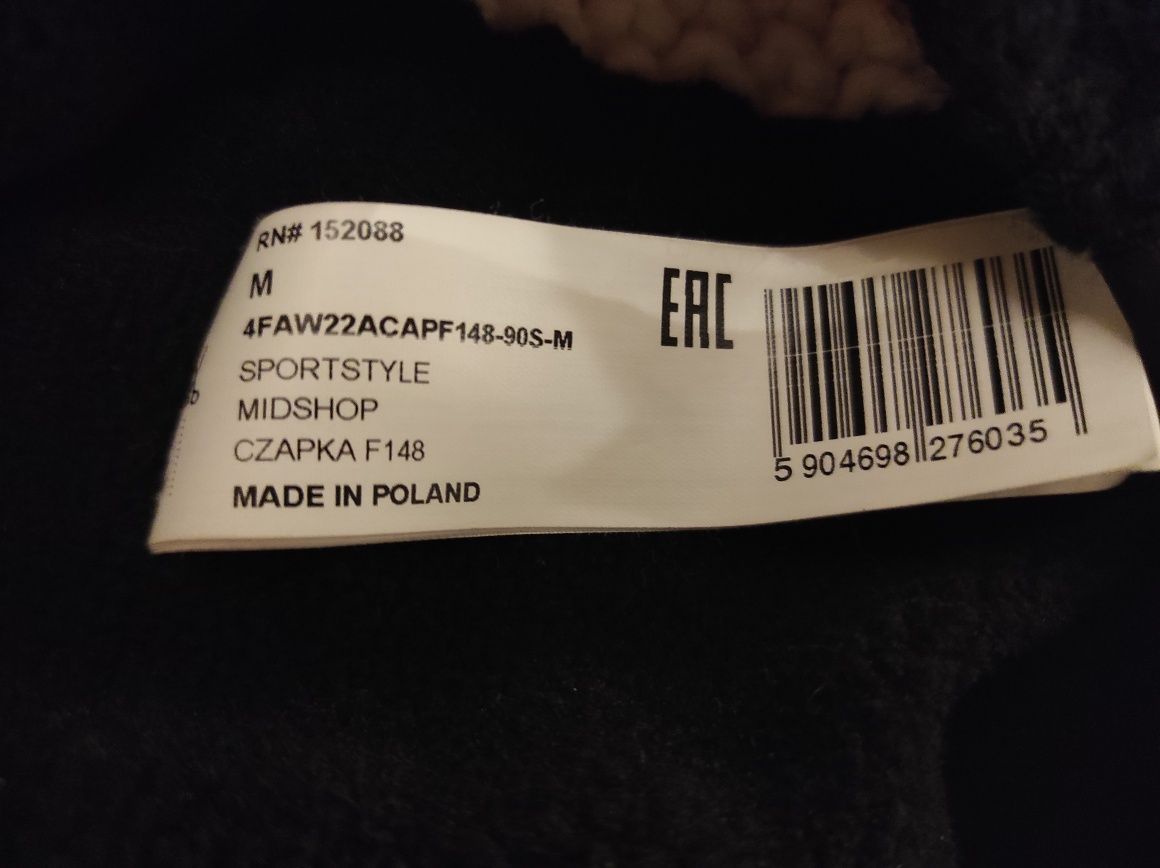 RN# 152088
M
4FAW22ACAPF148-90S-M
SPORTSTYLE
MIDSHOP
CZAPKA F148
MADE IN POLAND
EAC
5 904698 276035